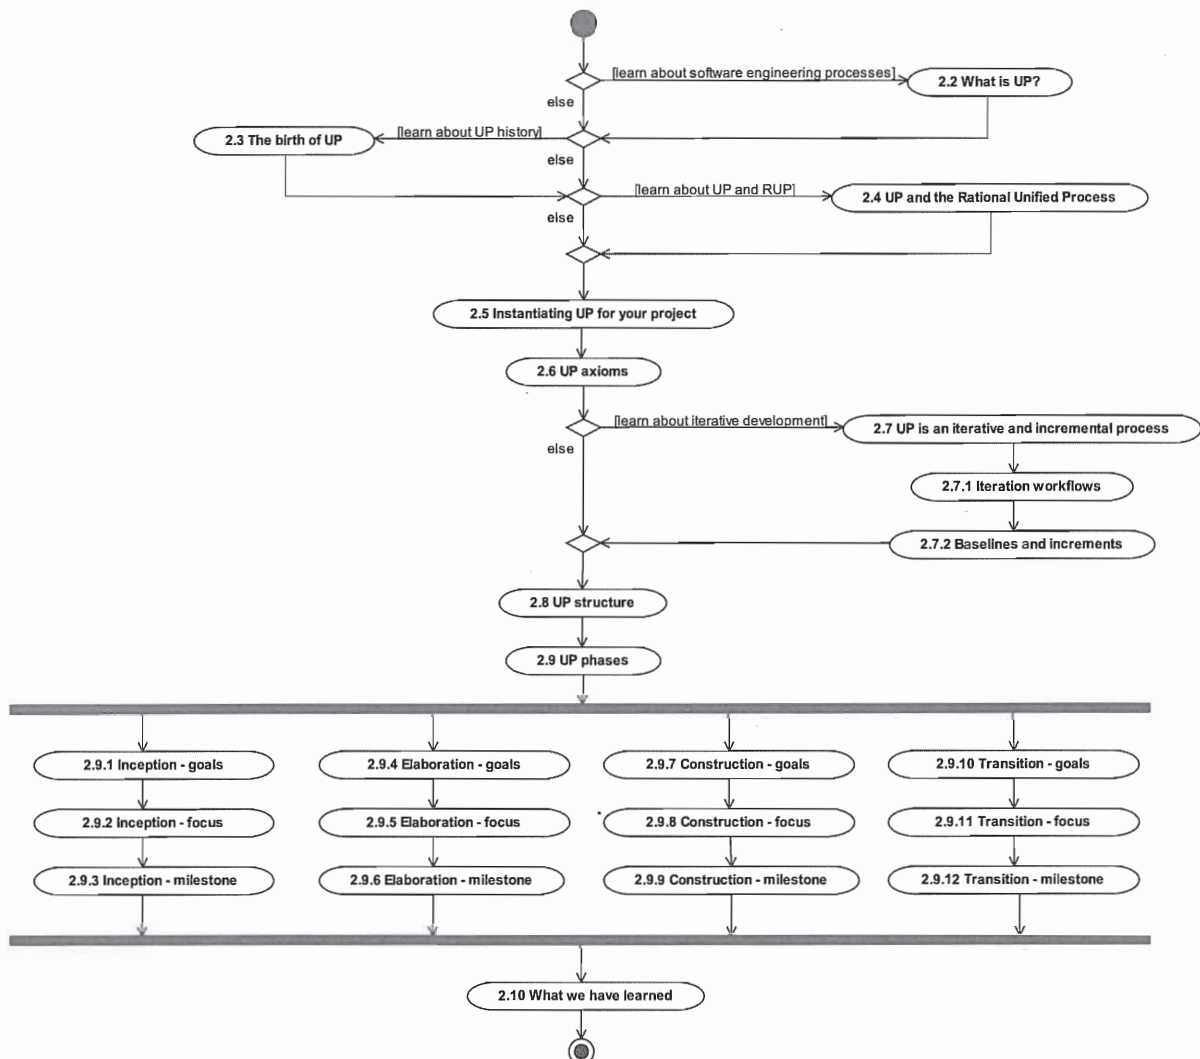 [learn about software engineering processes]
2.2 What is UP?
else
[learn about UP history]
2.3 The birth of UP
else
[learn about UP and RUP]
2.4 UP and the Rational Unified Process
else
2.5 Instantiating UP for your project
2.6 UP axioms
[learn about iterative development]
2.7 UP is an iterative and incremental process
else
2.7.1 Iteration workflows
2.7.2 Baselines and increments
2.8 UP structure
2.9 UP phases
2.9.1 Inception - goals
2.9.4 Elaboration - goals
2.9.7 Construction - goals
2.9.10 Transition - goals
2.9.2 Inception - focus
2.9.5 Elaboration - focus
2.9.8 Construction - focus
2.9.11 Transition - focus
2.9.3 Inception - milestone
2.9.6 Elaboration - milestone
2.9.9 Construction - milestone
2.9.12 Transition - milestone
2.10 What we have learned